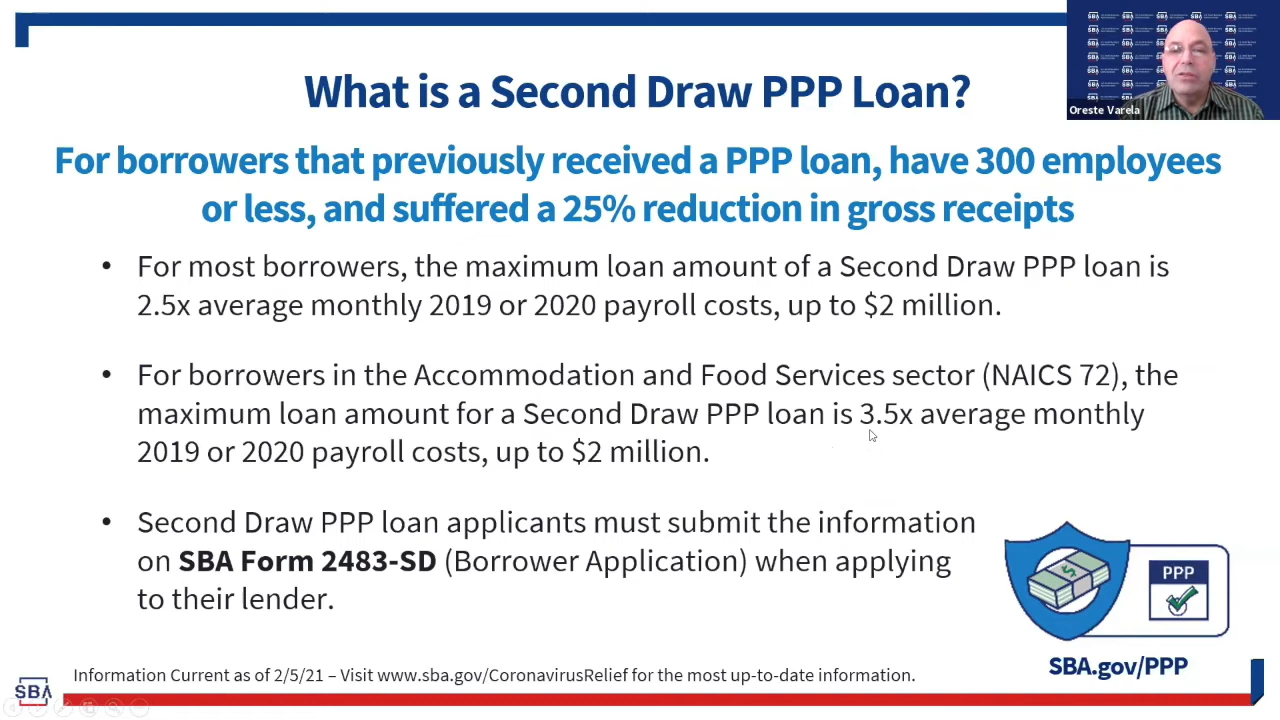 What is a Second Draw PPP Loan?
Oreste Varela
For borrowers that previously received a PPP loan, have 300 employees
or less, and suffered a 25% reduction in gross receipts
• For most borrowers, the maximum loan amount of a Second Draw PPP loan is
2.5x average monthly 2019 or 2020 payroll costs, up to $2 million.
• For borrowers in the Accommodation and Food Services sector (NAICS 72), the
maximum loan amount for a Second Draw PPP loan is 3.5x average monthly
2019 or 2020 payroll costs, up to $2 million.
• Second Draw PPP loan applicants must submit the information
on SBA Form 2483-SD (Borrower Application) when applying
to their lender.
PPP
SBA.gov/PPP
Information Current as of 2/5/21 – Visit www.sba.gov/CoronavirusRelief for the most up-to-date information.
SBA